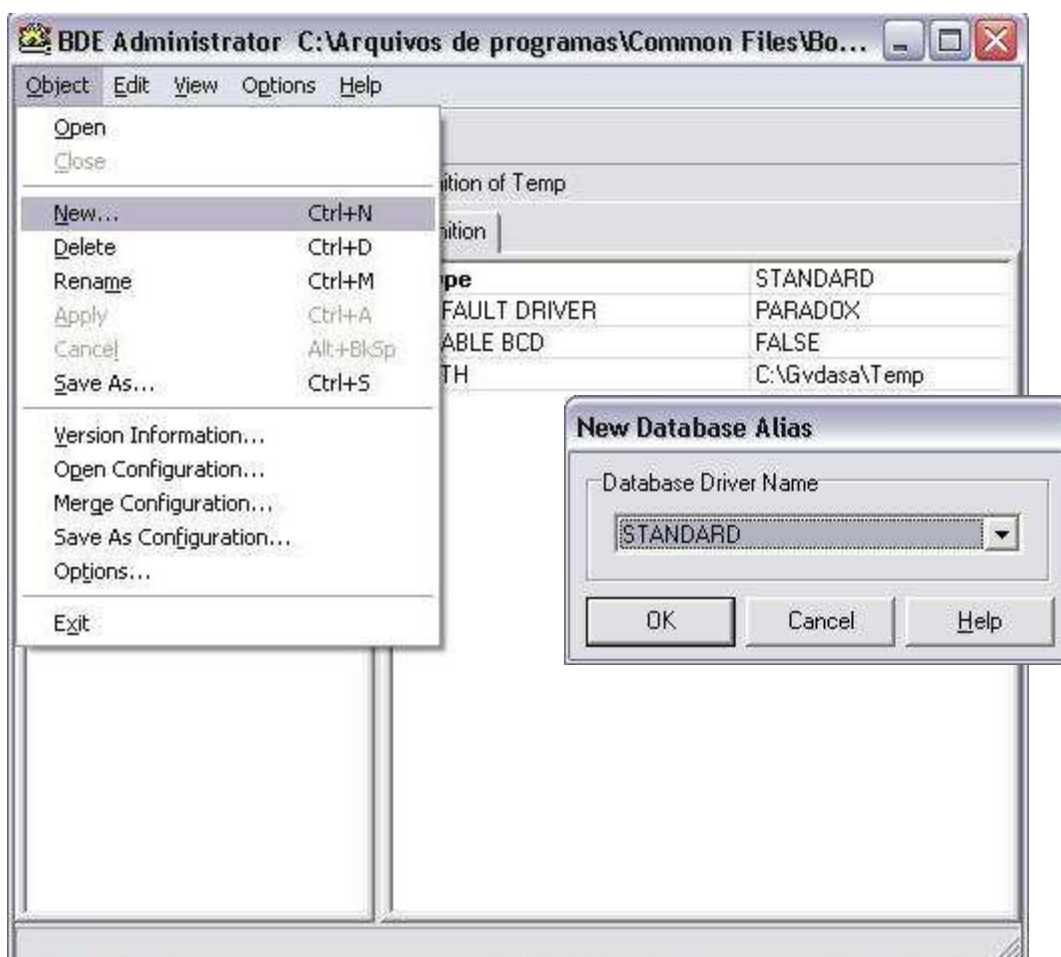 BDE Administrator C:\Arquivos de programas\Common Files\Bo...
Object Edit View Options Help
Open
Close
New... Ctrl+N
Delete Ctrl+D
Rename Ctrl+M
Apply Ctrl+A
Cancel Alt+BkSp
Save As... Ctrl+S
Version Information...
Open Configuration...
Merge Configuration...
Save As Configuration...
Options...
Exit
ition of Temp
nition
pe STANDARD
FAULT DRIVER PARADOX
ABLE BCD FALSE
TH C:\Gvdasa\Temp
New Database Alias
Database Driver Name
STANDARD
OK Cancel Help